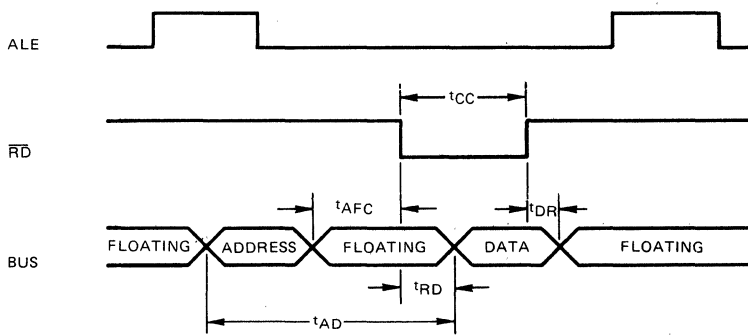 ALE
tCC
RD
tAFC
tDR
FLOATING ADDRESS FLOATING DATA FLOATING
BUS
tRD
tAD